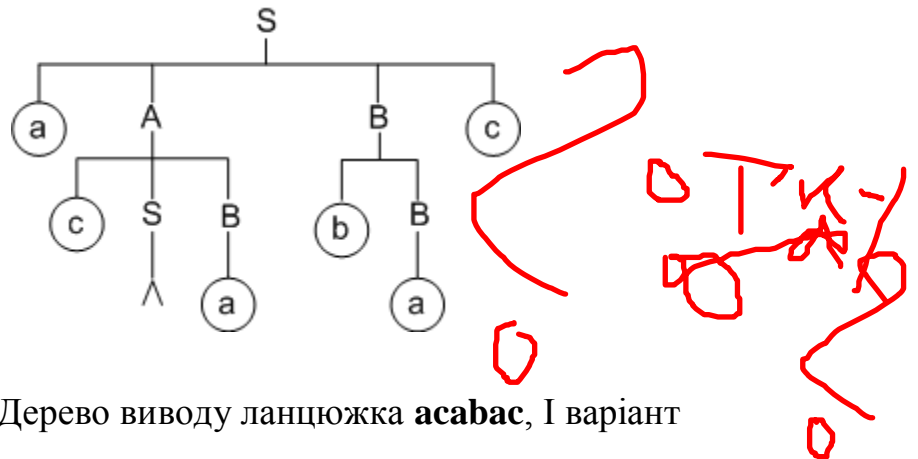 S
a A B c
c S B b B
Λ a a
Дерево виводу ланцюжка acabac, І варіант